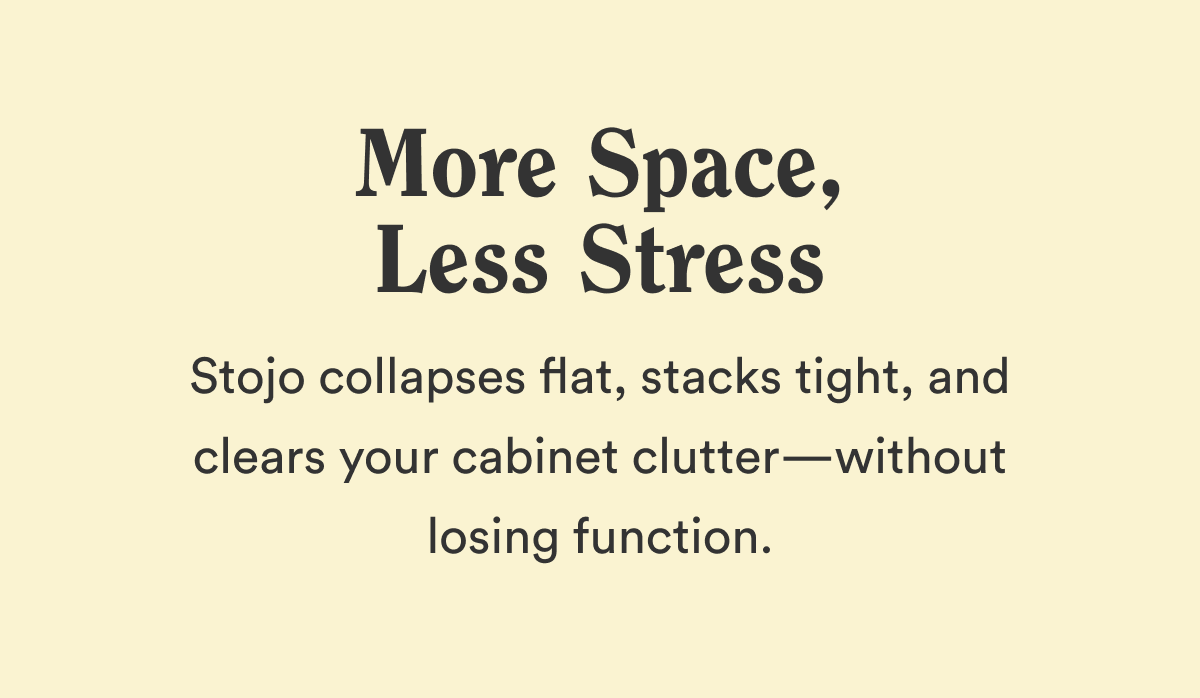 More Space,
Less Stress
Stojo collapses flat, stacks tight, and
clears your cabinet clutter—without
losing function.